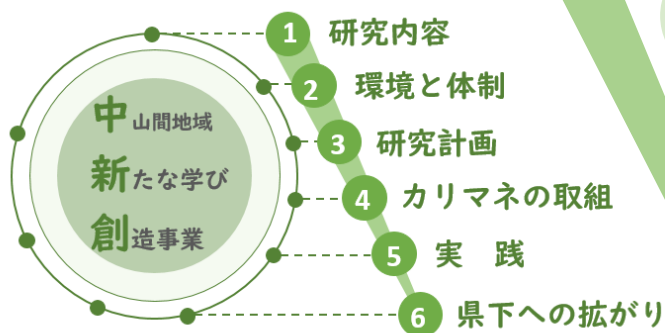 中山間地域
新たな学び
創造事業
1 研究内容
2 環境と体制
3 研究計画
4 カリマネの取組
5 実　践
6 県下への拡がり